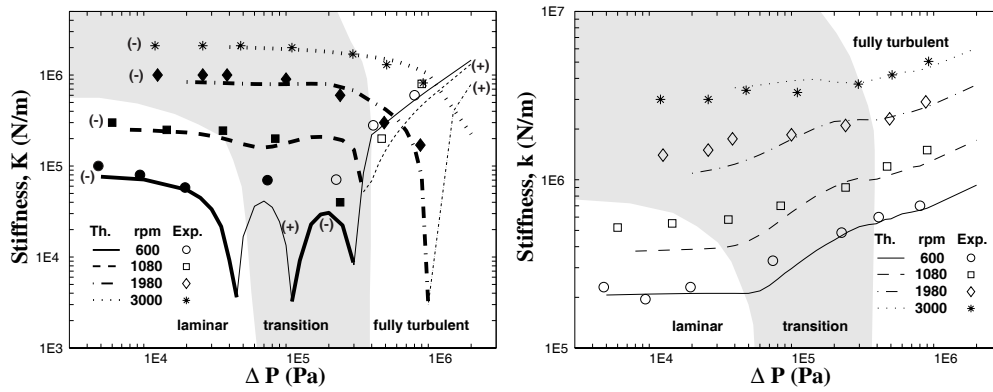 Stiffness, K (N/m)
1E6
1E5
1E4
1E3
(-)
(-)
(-)
(-)
(+)
(-)
(+)
(+)
Th. rpm Exp.
600
1080
1980
3000
laminar transition fully turbulent
1E4 1E5 1E6
Δ P (Pa)
Stiffness, k (N/m)
1E7
1E6
1E5
fully turbulent
Th. rpm Exp.
600
1080
1980
3000
laminar transition
1E4 1E5 1E6
Δ P (Pa)